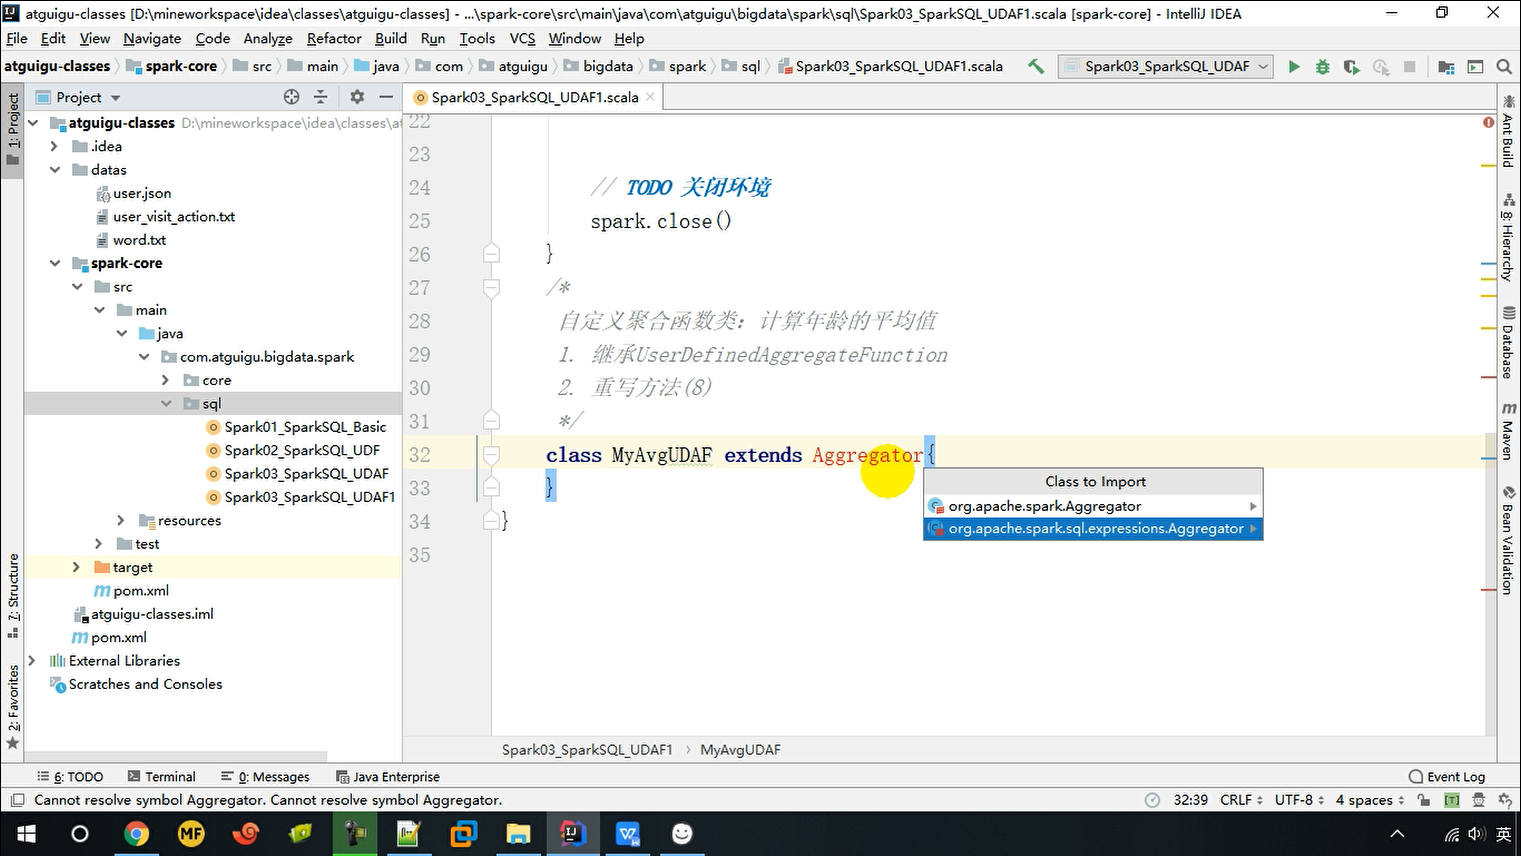 atguigu-classes [D:\mineworkspace\idea\classes\atguigu-classes] - ...\spark-core\src\main\java\com\atguigu\bigdata\spark\sql\Spark03_SparkSQL_UDAF1.scala [spark-core] - IntelliJ IDEA
File Edit View Navigate Code Analyze Refactor Build Run Tools VCS Window Help
atguigu-classes spark-core src main java com atguigu bigdata spark sql Spark03_SparkSQL_UDAF1.scala Spark03_SparkSQL_UDAF
Project
Spark03_SparkSQL_UDAF1.scala
1: Project
7: Structure
2: Favorites
atguigu-classes D:\mineworkspace\idea\classes\at
.idea
datas
user.json
user_visit_action.txt
word.txt
spark-core
src
main
java
com.atguigu.bigdata.spark
core
sql
Spark01_SparkSQL_Basic
Spark02_SparkSQL_UDF
Spark03_SparkSQL_UDAF
Spark03_SparkSQL_UDAF1
resources
test
target
pom.xml
atguigu-classes.iml
pom.xml
External Libraries
Scratches and Consoles
22
23
24 // TODO 关闭环境
25 spark.close()
26 }
27 /*
28 自定义聚合函数类：计算年龄的平均值
29 1. 继承UserDefinedAggregateFunction
30 2. 重写方法(8)
31 */
32 class MyAvgUDAF extends Aggregator{
33 }
34 }
35
Class to Import
org.apache.spark.Aggregator
org.apache.spark.sql.expressions.Aggregator
Ant Build
8: Hierarchy
Database
Maven
Bean Validation
Spark03_SparkSQL_UDAF1 › MyAvgUDAF
6: TODO Terminal 0: Messages Java Enterprise Event Log
Cannot resolve symbol Aggregator. Cannot resolve symbol Aggregator. 32:39 CRLF UTF-8 4 spaces
MF
英